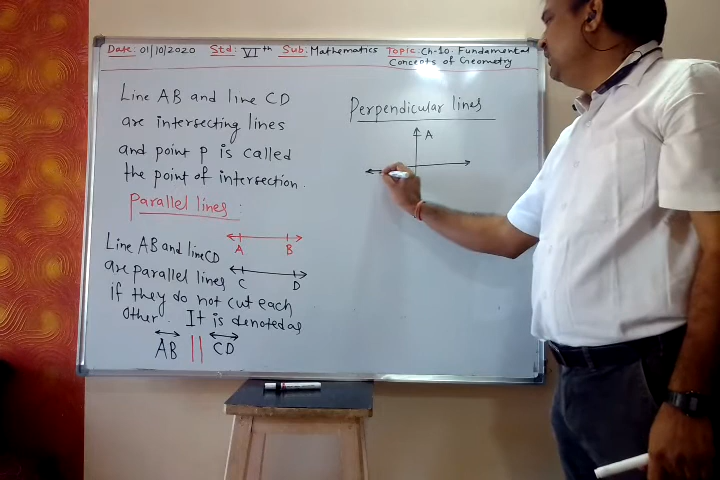 Date: 01/10/2020 Std: VIth Sub: Mathematics Topic: Ch-10. Fundamental
Concepts of Geometry
Line AB and line CD
are intersecting lines
and point p is called
the point of intersection.
Parallel lines:
Line AB and line CD
are parallel lines
if they do not cut each
other. It is denoted as
AB || CD
A B
C D
Perpendicular lines
A